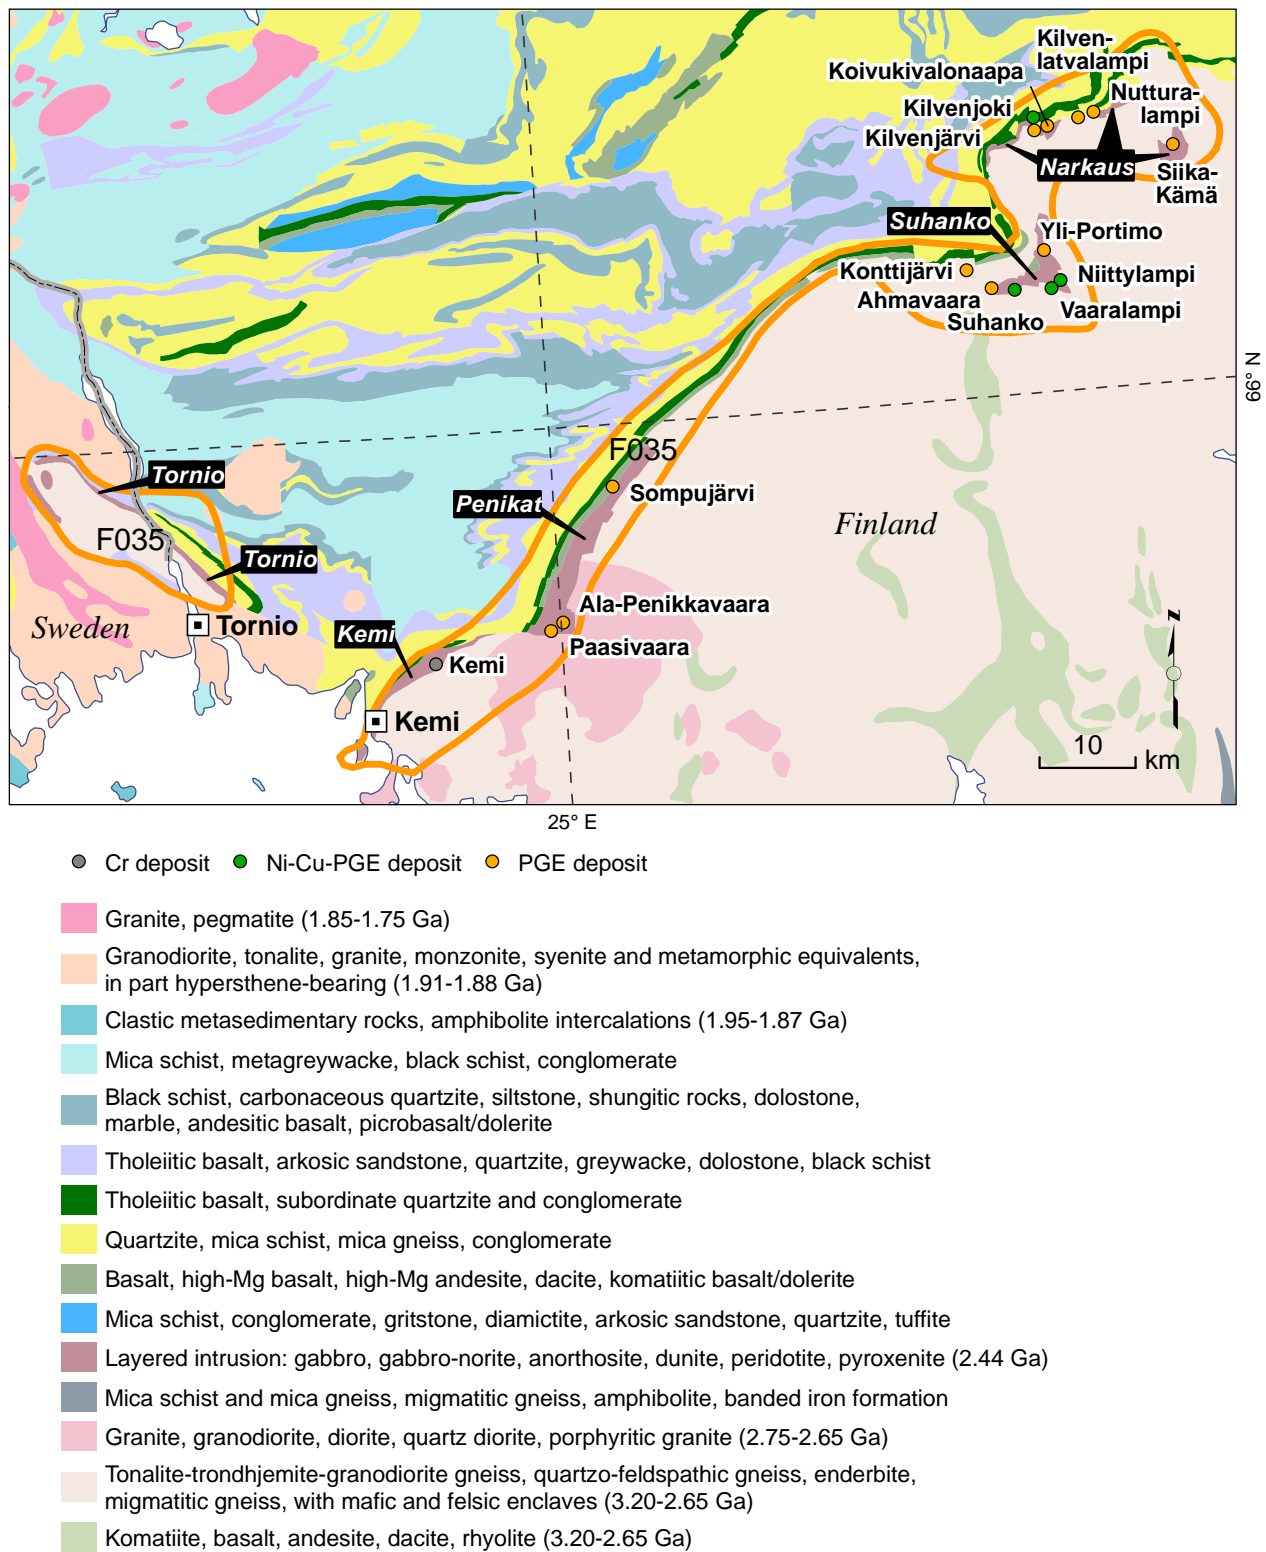 Kilven-
latvalampi
Koivukivalonaapa
Nuttura-
lampi
Kilvenjoki
Kilvenjärvi
Narkaus
Siika-
Kämä
Suhanko
Yli-Portimo
Konttijärvi
Niittylampi
Ahmavaara
Vaaralampi
Suhanko
66° N
F035
Tornio
Penikat
Sompujärvi
Finland
F035
Tornio
Ala-Penikkavaara
Sweden
Tornio
Kemi
Paasivaara
Kemi
Kemi
z
10
km
25° E
Cr deposit
Ni-Cu-PGE deposit
PGE deposit
Granite, pegmatite (1.85-1.75 Ga)
Granodiorite, tonalite, granite, monzonite, syenite and metamorphic equivalents,
in part hypersthene-bearing (1.91-1.88 Ga)
Clastic metasedimentary rocks, amphibolite intercalations (1.95-1.87 Ga)
Mica schist, metagreywacke, black schist, conglomerate
Black schist, carbonaceous quartzite, siltstone, shungitic rocks, dolostone,
marble, andesitic basalt, picrobasalt/dolerite
Tholeiitic basalt, arkosic sandstone, quartzite, greywacke, dolostone, black schist
Tholeiitic basalt, subordinate quartzite and conglomerate
Quartzite, mica schist, mica gneiss, conglomerate
Basalt, high-Mg basalt, high-Mg andesite, dacite, komatiitic basalt/dolerite
Mica schist, conglomerate, gritstone, diamictite, arkosic sandstone, quartzite, tuffite
Layered intrusion: gabbro, gabbro-norite, anorthosite, dunite, peridotite, pyroxenite (2.44 Ga)
Mica schist and mica gneiss, migmatitic gneiss, amphibolite, banded iron formation
Granite, granodiorite, diorite, quartz diorite, porphyritic granite (2.75-2.65 Ga)
Tonalite-trondhjemite-granodiorite gneiss, quartzo-feldspathic gneiss, enderbite,
migmatitic gneiss, with mafic and felsic enclaves (3.20-2.65 Ga)
Komatiite, basalt, andesite, dacite, rhyolite (3.20-2.65 Ga)